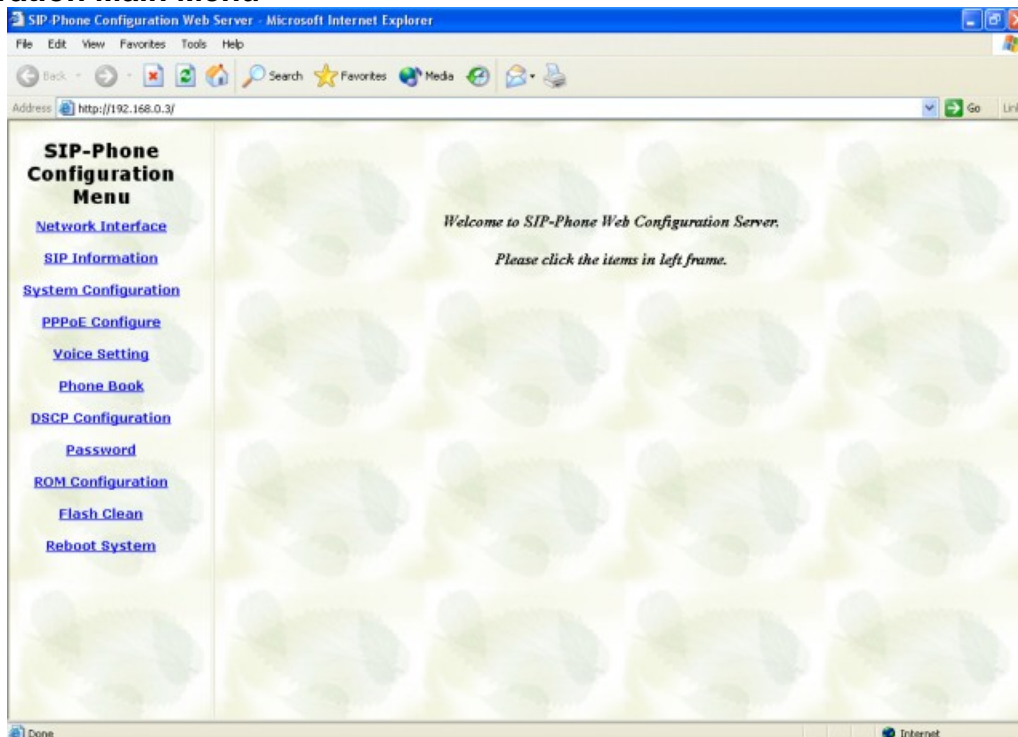 ration Main Menu
SIP-Phone Configuration Web Server - Microsoft Internet Explorer
File Edit View Favorites Tools Help
Back Search Favorites Media
Address http://192.168.0.3/ Go
SIP-Phone
Configuration
Menu
Network Interface
SIP Information
System Configuration
PPPoE Configure
Voice Setting
Phone Book
DSCP Configuration
Password
ROM Configuration
Flash Clean
Reboot System
Welcome to SIP-Phone Web Configuration Server.
Please click the items in left frame.
Done Internet